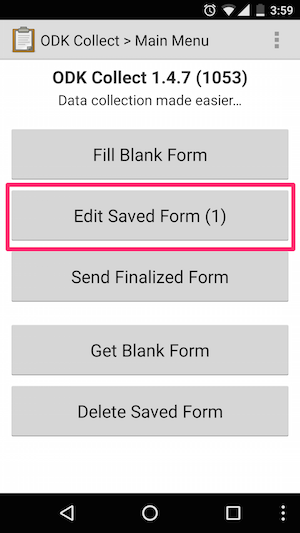 3:59
ODK Collect > Main Menu
ODK Collect 1.4.7 (1053)
Data collection made easier...
Fill Blank Form
Edit Saved Form (1)
Send Finalized Form
Get Blank Form
Delete Saved Form